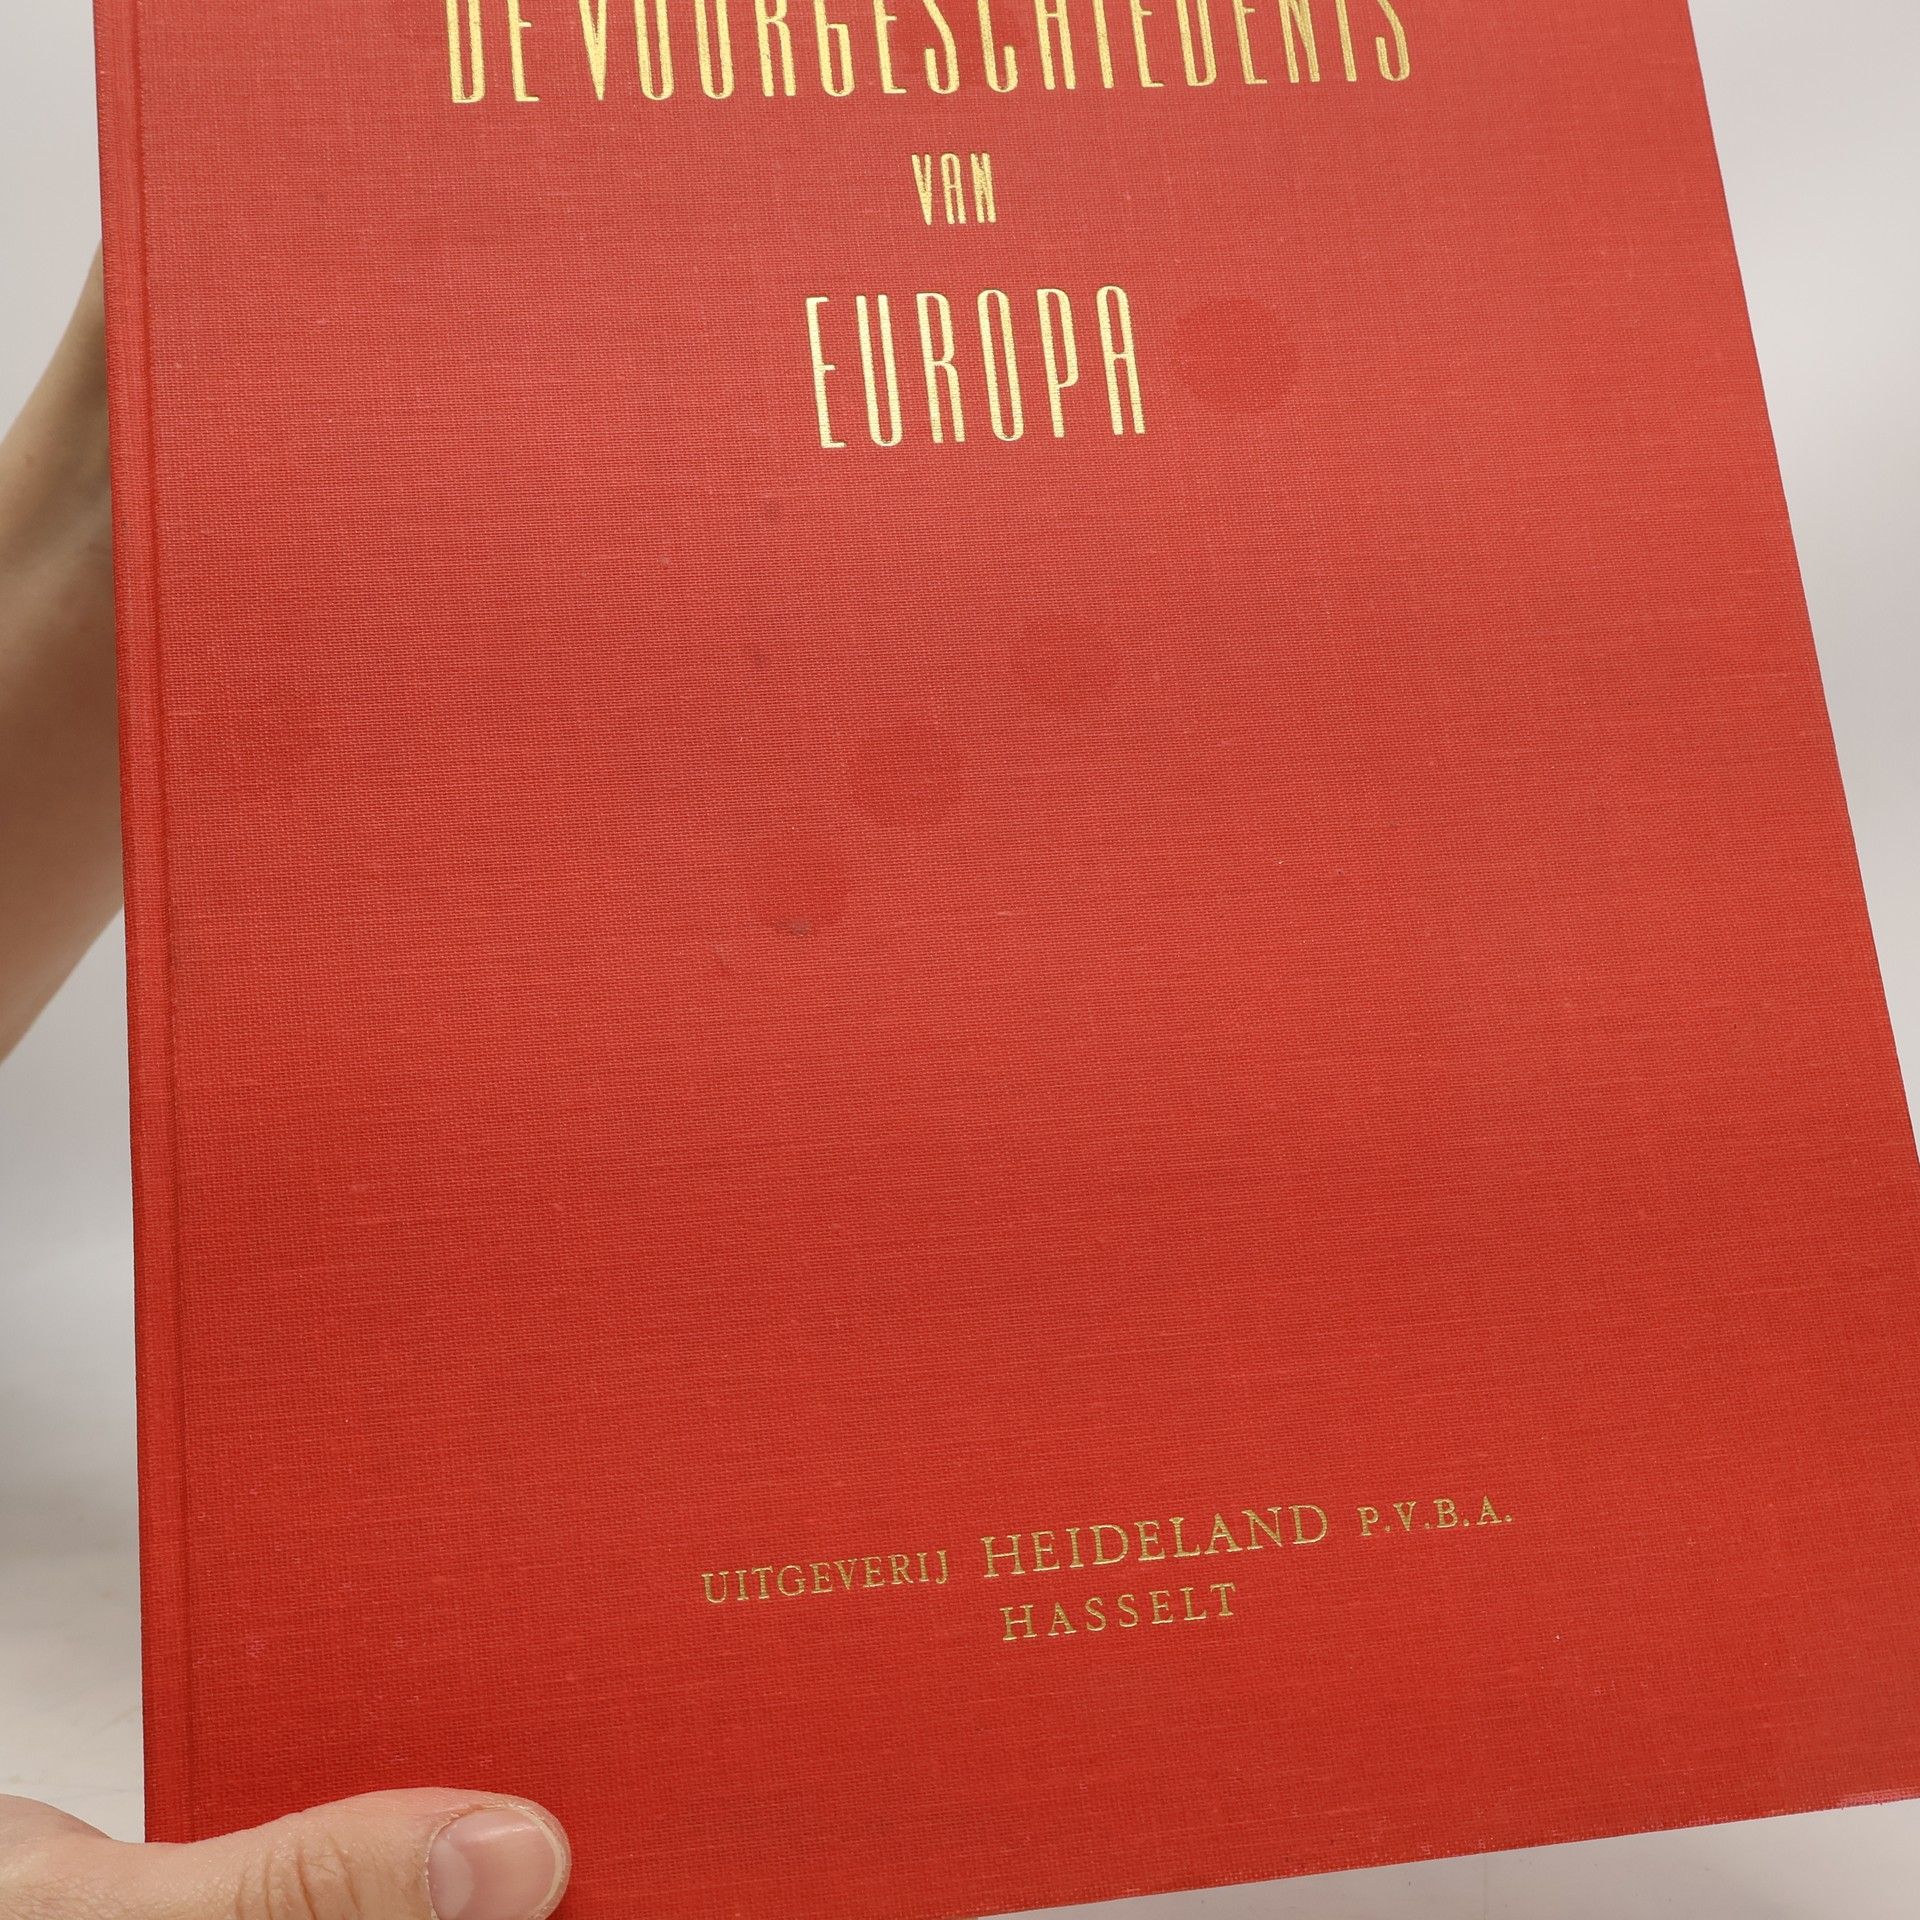 DE VOORGESCHIEDENIS
VAN
EUROPA
UITGEVERIJ HEIDELAND P.V.B.A.
HASSELT